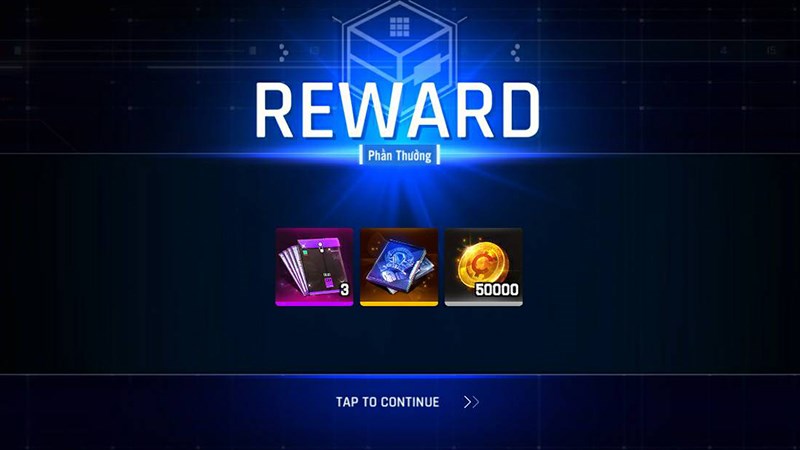 REWARD
Phần Thưởng
3
50000
TAP TO CONTINUE